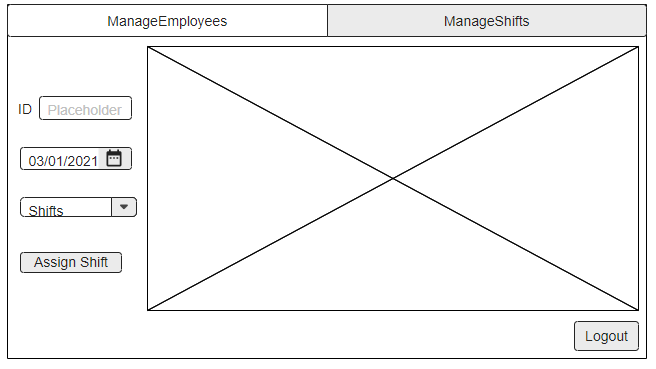 ManageEmployees
ManageShifts
ID
Placeholder
03/01/2021
Shifts
Assign Shift
Logout